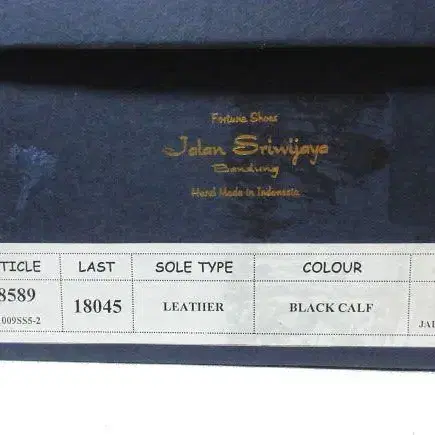 Fortuna Shoes
Jalan Sriwijaya
Bandung
Hand Made in Indonesia
TICLE LAST SOLE TYPE COLOUR
8589 18045 LEATHER BLACK CALF
009SS5-2 JAL